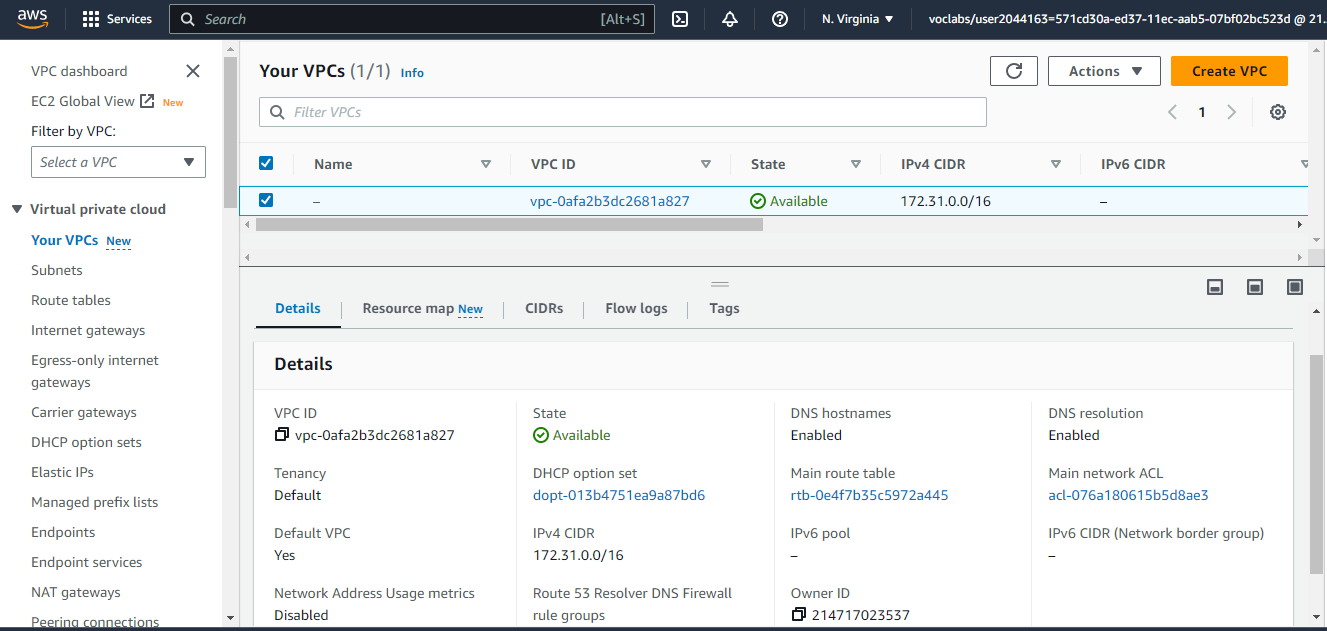 aws Services Search [Alt+S] N. Virginia voclabs/user2044163=571cd30a-ed37-11ec-aab5-07bf02bc523d @ 21...
VPC dashboard
EC2 Global View New
Filter by VPC:
Select a VPC
Virtual private cloud
Your VPCs New
Subnets
Route tables
Internet gateways
Egress-only internet
gateways
Carrier gateways
DHCP option sets
Elastic IPs
Managed prefix lists
Endpoints
Endpoint services
NAT gateways
Peering connections
Your VPCs (1/1) Info
Actions
Create VPC
Filter VPCs
1
Name VPC ID State IPv4 CIDR IPv6 CIDR
– vpc-0afa2b3dc2681a827 Available 172.31.0.0/16 –
Details Resource map New CIDRs Flow logs Tags
Details
VPC ID
vpc-0afa2b3dc2681a827
State
Available
DNS hostnames
Enabled
DNS resolution
Enabled
Tenancy
Default
DHCP option set
dopt-013b4751ea9a87bd6
Main route table
rtb-0e4f7b35c5972a445
Main network ACL
acl-076a180615b5d8ae3
Default VPC
Yes
IPv4 CIDR
172.31.0.0/16
IPv6 pool
–
IPv6 CIDR (Network border group)
–
Network Address Usage metrics
Disabled
Route 53 Resolver DNS Firewall
rule groups
Owner ID
214717023537